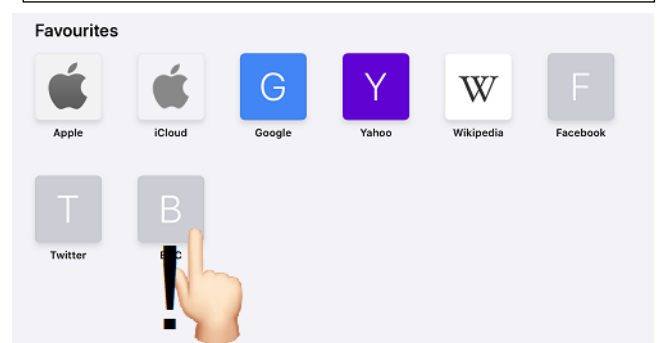 Favourites
G Y W F
Apple iCloud Google Yahoo Wikipedia Facebook
T B
Twitter
!